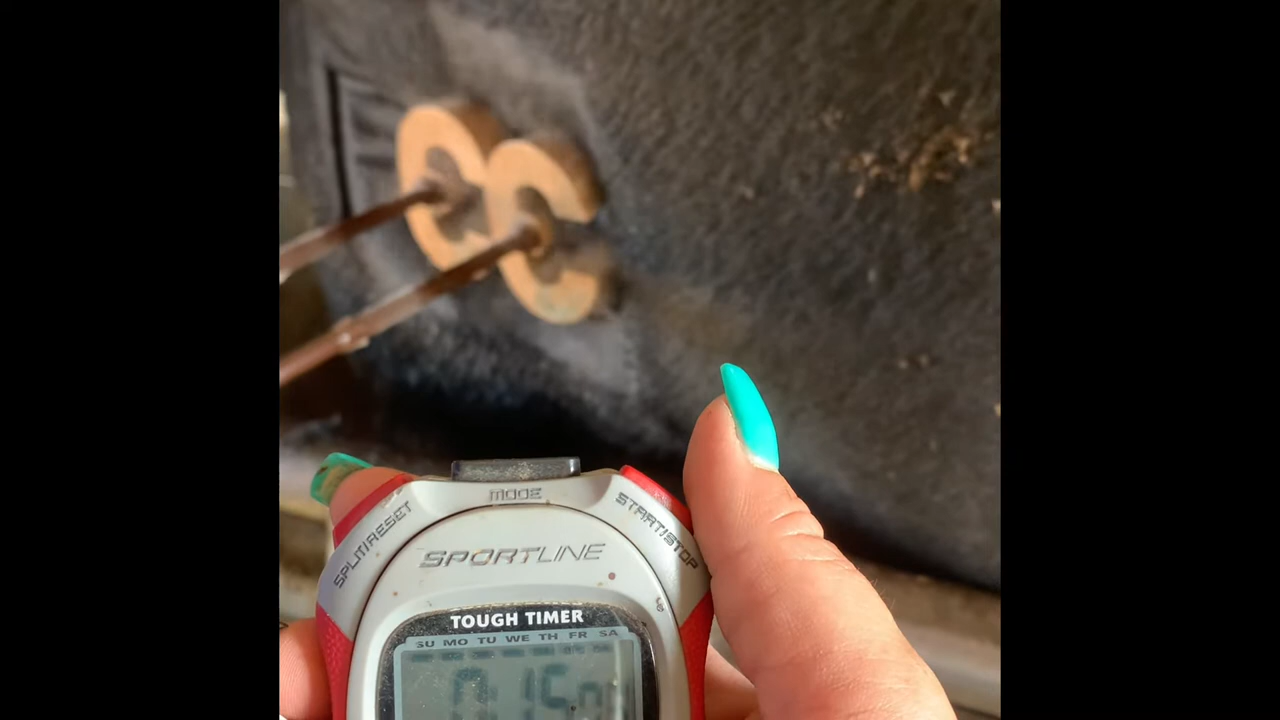 MODE
SPLIT/RESET
START/STOP
SPORTLINE
TOUGH TIMER
SU MO TU WE TH FR SA